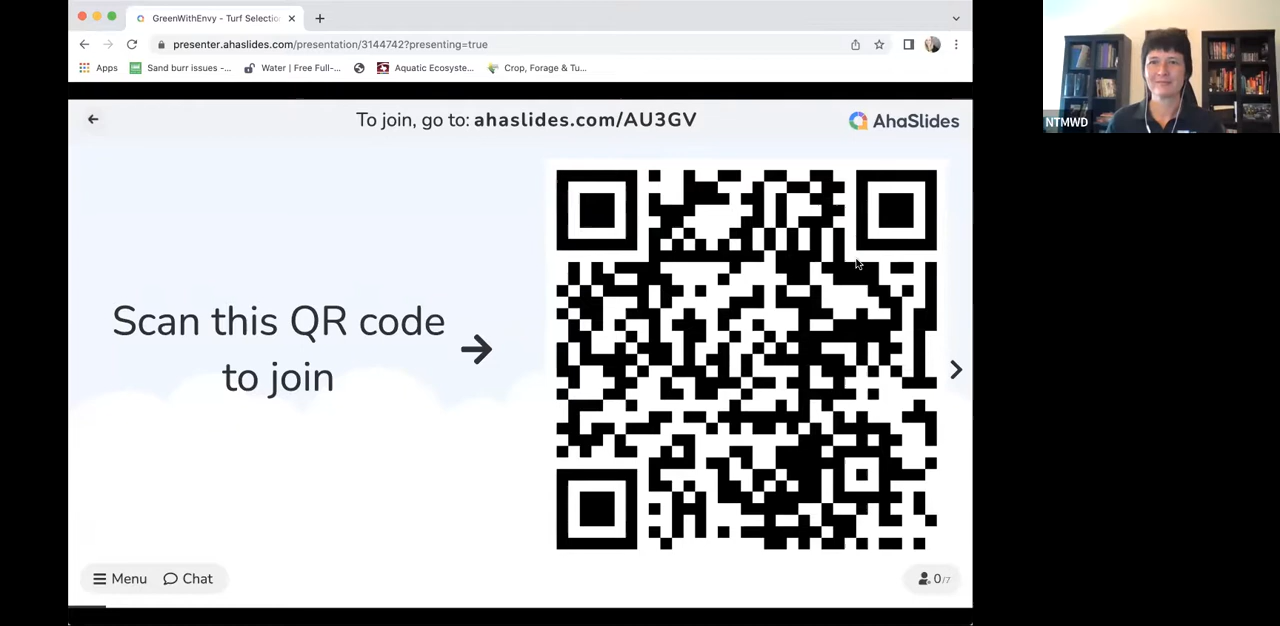 GreenWithEnvy - Turf Selectio
presenter.ahaslides.com/presentation/3144742?presenting=true
Apps
Sand burr issues -...
Water | Free Full-...
Aquatic Ecosyste...
Crop, Forage & Tu...
To join, go to: ahaslides.com/AU3GV
AhaSlides
NTMWD
Scan this QR code
to join
Menu
Chat
0/7